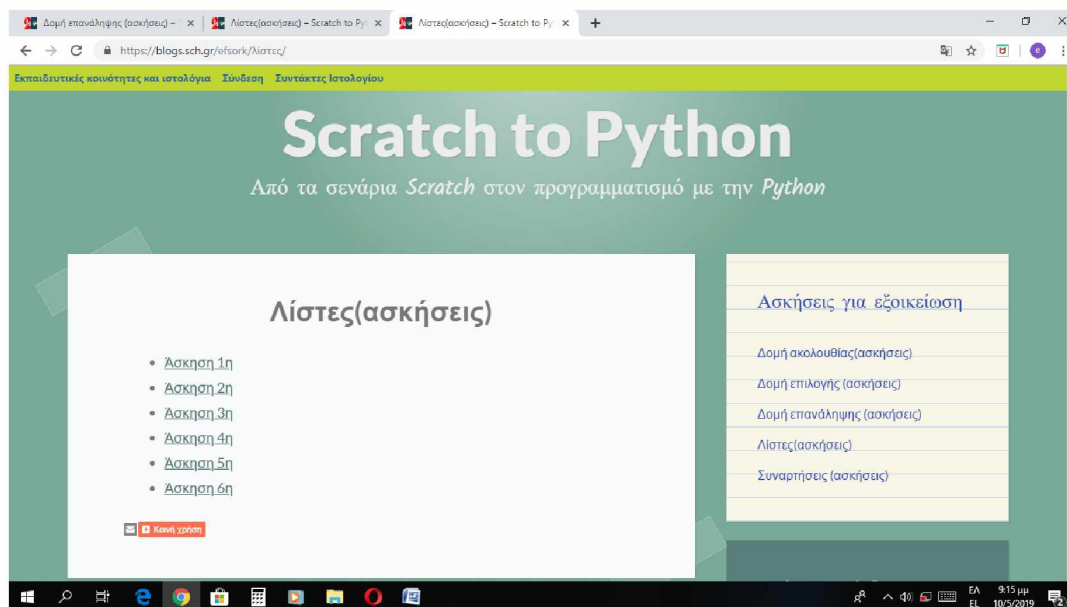 Δομή επανάληψης (ασκήσεις) –
Λίστες(ασκήσεις) – Scratch to Py
Λίστες(ασκήσεις) – Scratch to Py
https://blogs.sch.gr/efsork/λίστες/
Εκπαιδευτικές κοινότητες και ιστολόγια Σύνδεση Συντάκτες Ιστολογίου
Scratch to Python
Από τα σενάρια Scratch στον προγραμματισμό με την Python
Λίστες(ασκήσεις)
Άσκηση 1η
Άσκηση 2η
Άσκηση 3η
Άσκηση 4η
Άσκηση 5η
Άσκηση 6η
Κοινή χρήση
Ασκήσεις για εξοικείωση
Δομή ακολουθίας(ασκήσεις)
Δομή επιλογής (ασκήσεις)
Δομή επανάληψης (ασκήσεις)
Λίστες(ασκήσεις)
Συναρτήσεις (ασκήσεις)
ΕΛ 9:15 μμ
EL 10/5/2019